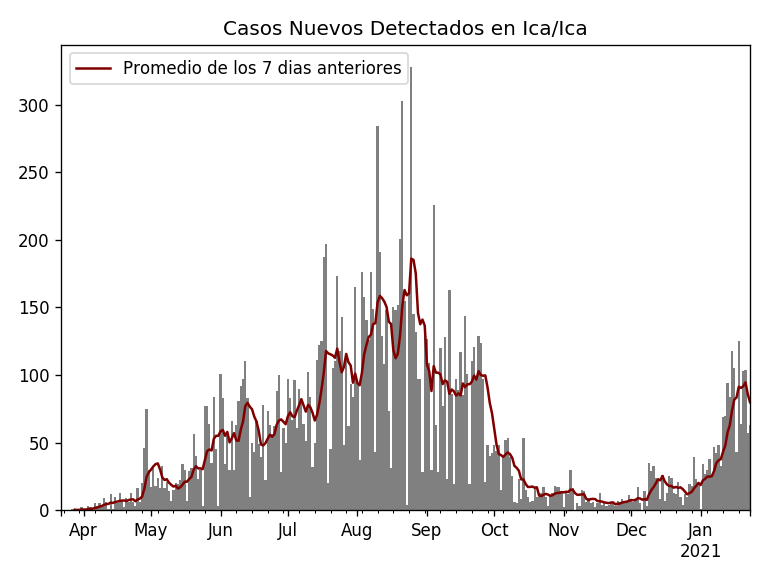 Casos Nuevos Detectados en Ica/Ica
Promedio de los 7 dias anteriores
300
250
200
150
100
50
0
Apr May Jun Jul Aug Sep Oct Nov Dec Jan
2021